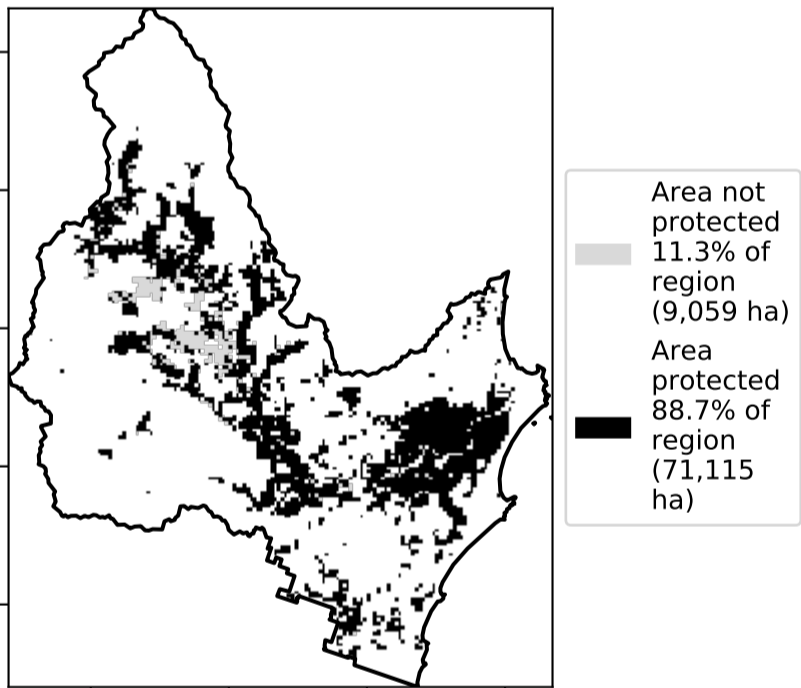 Area not
protected
11.3% of
region
(9,059 ha)
Area
protected
88.7% of
region
(71,115
ha)